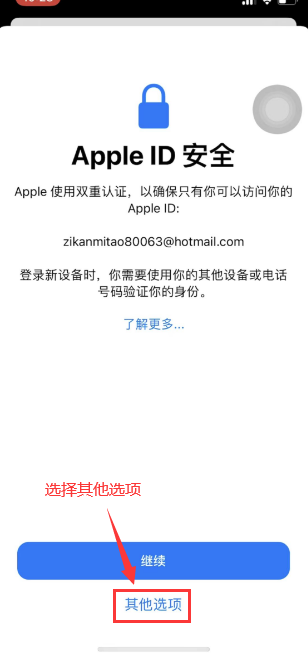 Apple ID 安全
Apple 使用双重认证，以确保只有你可以访问你的
Apple ID:
zikanmitao80063@hotmail.com
登录新设备时，你需要使用你的其他设备或电话
号码验证你的身份。
了解更多...
选择其他选项
继续
其他选项